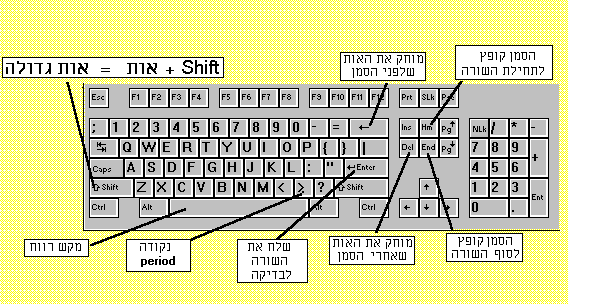 הסמן קופץ
לתחילת השורה
מוחק את האות
שלפני הסמן
אות גדולה = אות + Shift
Esc F1 F2 F3 F4 F5 F6 F7 F8 F9 F10 F11 F12 Prt SLk
; 1 2 3 4 5 6 7 8 9 0 - = ← Ins Hm Pg↑ NLk / * -
Q W E R T Y U I O P { } | Del End Pg↓ 7 8 9 +
Caps A S D F G H J K L : " ↵Enter 4 5 6
⇧Shift Z X C V B N M < > ? ⇧Shift ↑ 1 2 3 Ent
Ctrl Alt Alt Ctrl ← ↓ → 0 .
מקש רווח
נקודה
period
שלח את
השורה
לבדיקה
מוחק את האות
שאחרי הסמן
הסמן קופץ
לסוף השורה